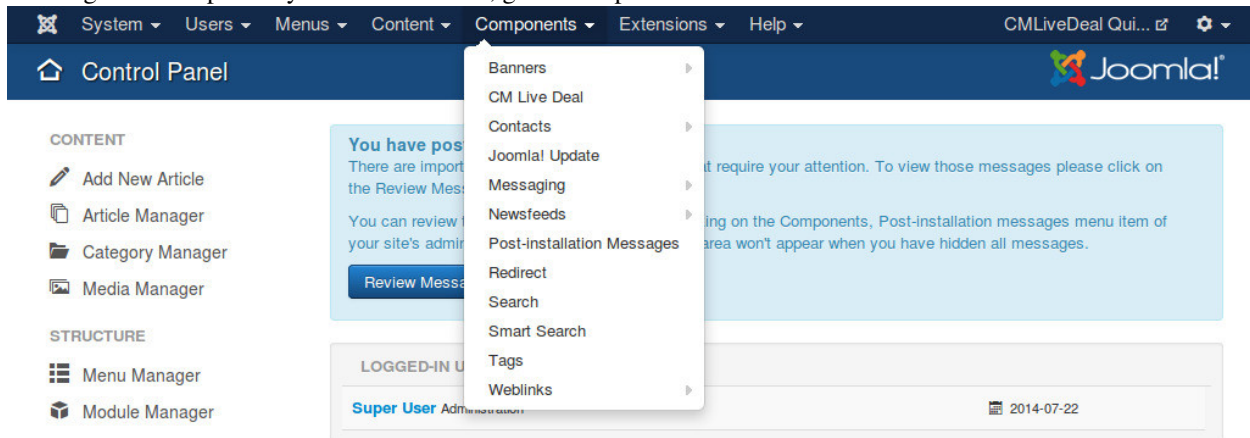 System Users Menus Content Components Extensions Help CMLiveDeal Qui...
Control Panel
Joomla!
Banners
CM Live Deal
Contacts
Joomla! Update
Messaging
Newsfeeds
Post-installation Messages
Redirect
Search
Smart Search
Tags
Weblinks
CONTENT
Add New Article
Article Manager
Category Manager
Media Manager
STRUCTURE
Menu Manager
Module Manager
You have pos
There are import t require your attention. To view those messages please click on
the Review Mes
You can review ing on the Components, Post-installation messages menu item of
your site's admir area won't appear when you have hidden all messages.
Review Messa
LOGGED-IN U
Super User Administration 2014-07-22